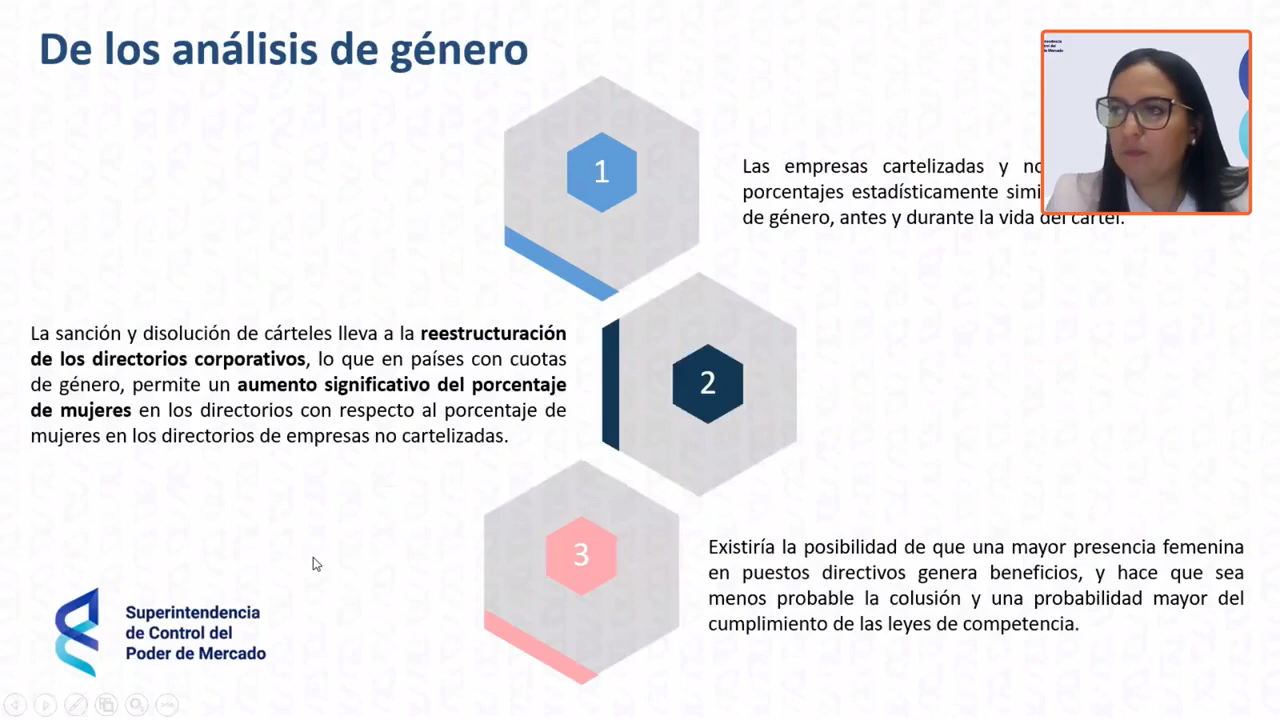 De los análisis de género
1
Las empresas cartelizadas y
porcentajes estadísticamente
de género, antes y durante la vida del cartel.
La sanción y disolución de cárteles lleva a la reestructuración
de los directorios corporativos, lo que en países con cuotas
de género, permite un aumento significativo del porcentaje
de mujeres en los directorios con respecto al porcentaje de
mujeres en los directorios de empresas no cartelizadas.
2
3
Existiría la posibilidad de que una mayor presencia femenina
en puestos directivos genera beneficios, y hace que sea
menos probable la colusión y una probabilidad mayor del
cumplimiento de las leyes de competencia.
Superintendencia
de Control del
Poder de Mercado